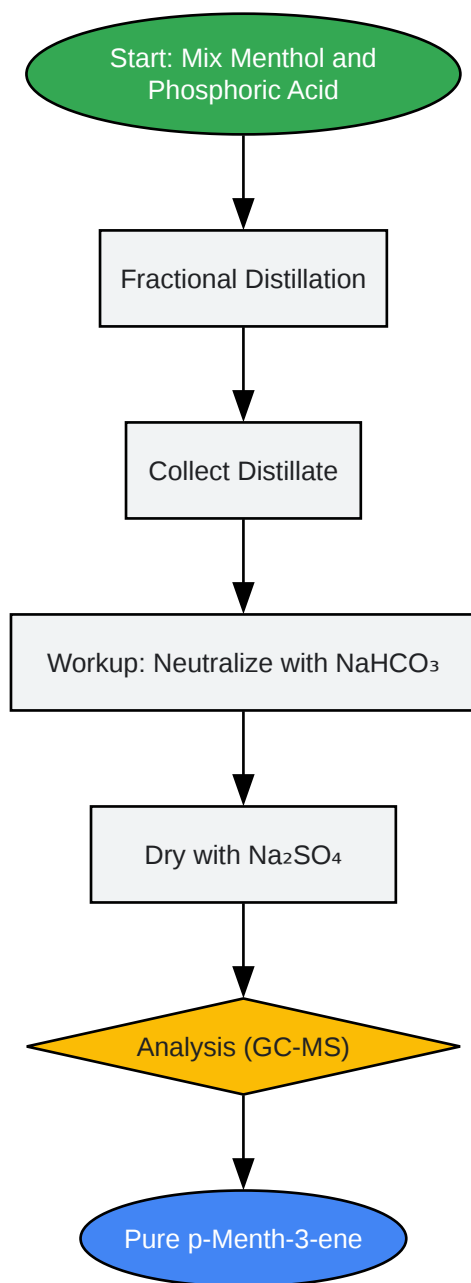 Start: Mix Menthol and
Phosphoric Acid
Fractional Distillation
Collect Distillate
Workup: Neutralize with NaHCO₃
Dry with Na₂SO₄
Analysis (GC-MS)
Pure p-Menth-3-ene